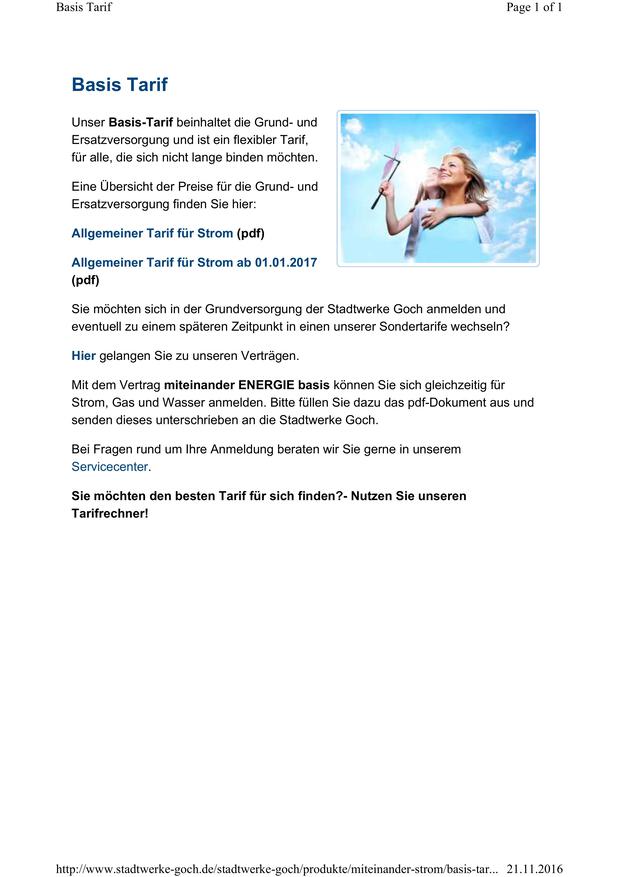 Basis Tarif
Page 1 of 1
Basis Tarif
Unser Basis-Tarif beinhaltet die Grund- und
Ersatzversorgung und ist ein flexibler Tarif,
für alle, die sich nicht lange binden möchten.
Eine Übersicht der Preise für die Grund- und
Ersatzversorgung finden Sie hier:
Allgemeiner Tarif für Strom (pdf)
Allgemeiner Tarif für Strom ab 01.01.2017
(pdf)
Sie möchten sich in der Grundversorgung der Stadtwerke Goch anmelden und
eventuell zu einem späteren Zeitpunkt in einen unserer Sondertarife wechseln?
Hier gelangen Sie zu unseren Verträgen.
Mit dem Vertrag miteinander ENERGIE basis können Sie sich gleichzeitig für
Strom, Gas und Wasser anmelden. Bitte füllen Sie dazu das pdf-Dokument aus und
senden dieses unterschrieben an die Stadtwerke Goch.
Bei Fragen rund um Ihre Anmeldung beraten wir Sie gerne in unserem
Servicecenter.
Sie möchten den besten Tarif für sich finden?- Nutzen Sie unseren
Tarifrechner!
http://www.stadtwerke-goch.de/stadtwerke-goch/produkte/miteinander-strom/basis-tar... 21.11.2016